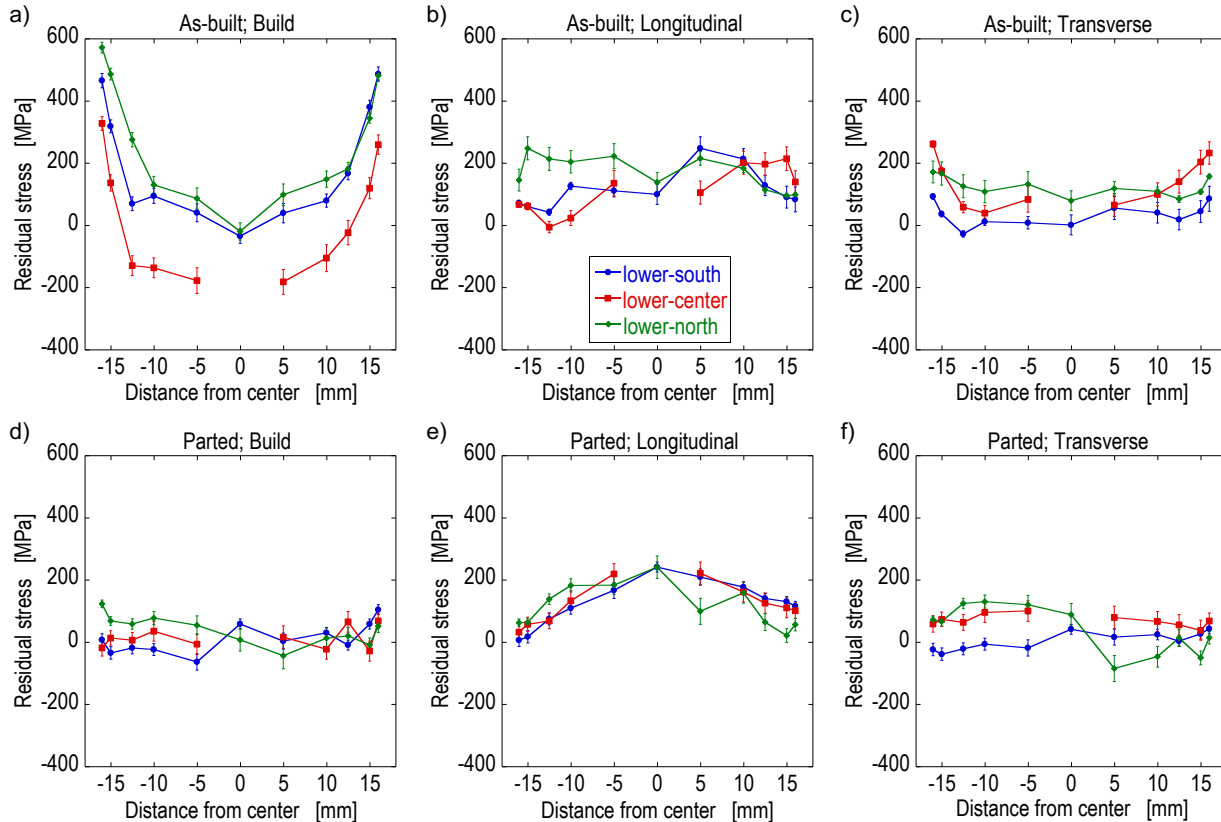 a)
As-built; Build
Residual stress [MPa]
600
400
200
0
-200
-400
-15 -10 -5 0 5 10 15
Distance from center [mm]
b)
As-built; Longitudinal
Residual stress [MPa]
600
400
200
0
-200
-400
lower-south
lower-center
lower-north
-15 -10 -5 0 5 10 15
Distance from center [mm]
c)
As-built; Transverse
Residual stress [MPa]
600
400
200
0
-200
-400
-15 -10 -5 0 5 10 15
Distance from center [mm]
d)
Parted; Build
Residual stress [MPa]
600
400
200
0
-200
-400
-15 -10 -5 0 5 10 15
Distance from center [mm]
e)
Parted; Longitudinal
Residual stress [MPa]
600
400
200
0
-200
-400
-15 -10 -5 0 5 10 15
Distance from center [mm]
f)
Parted; Transverse
Residual stress [MPa]
600
400
200
0
-200
-400
-15 -10 -5 0 5 10 15
Distance from center [mm]